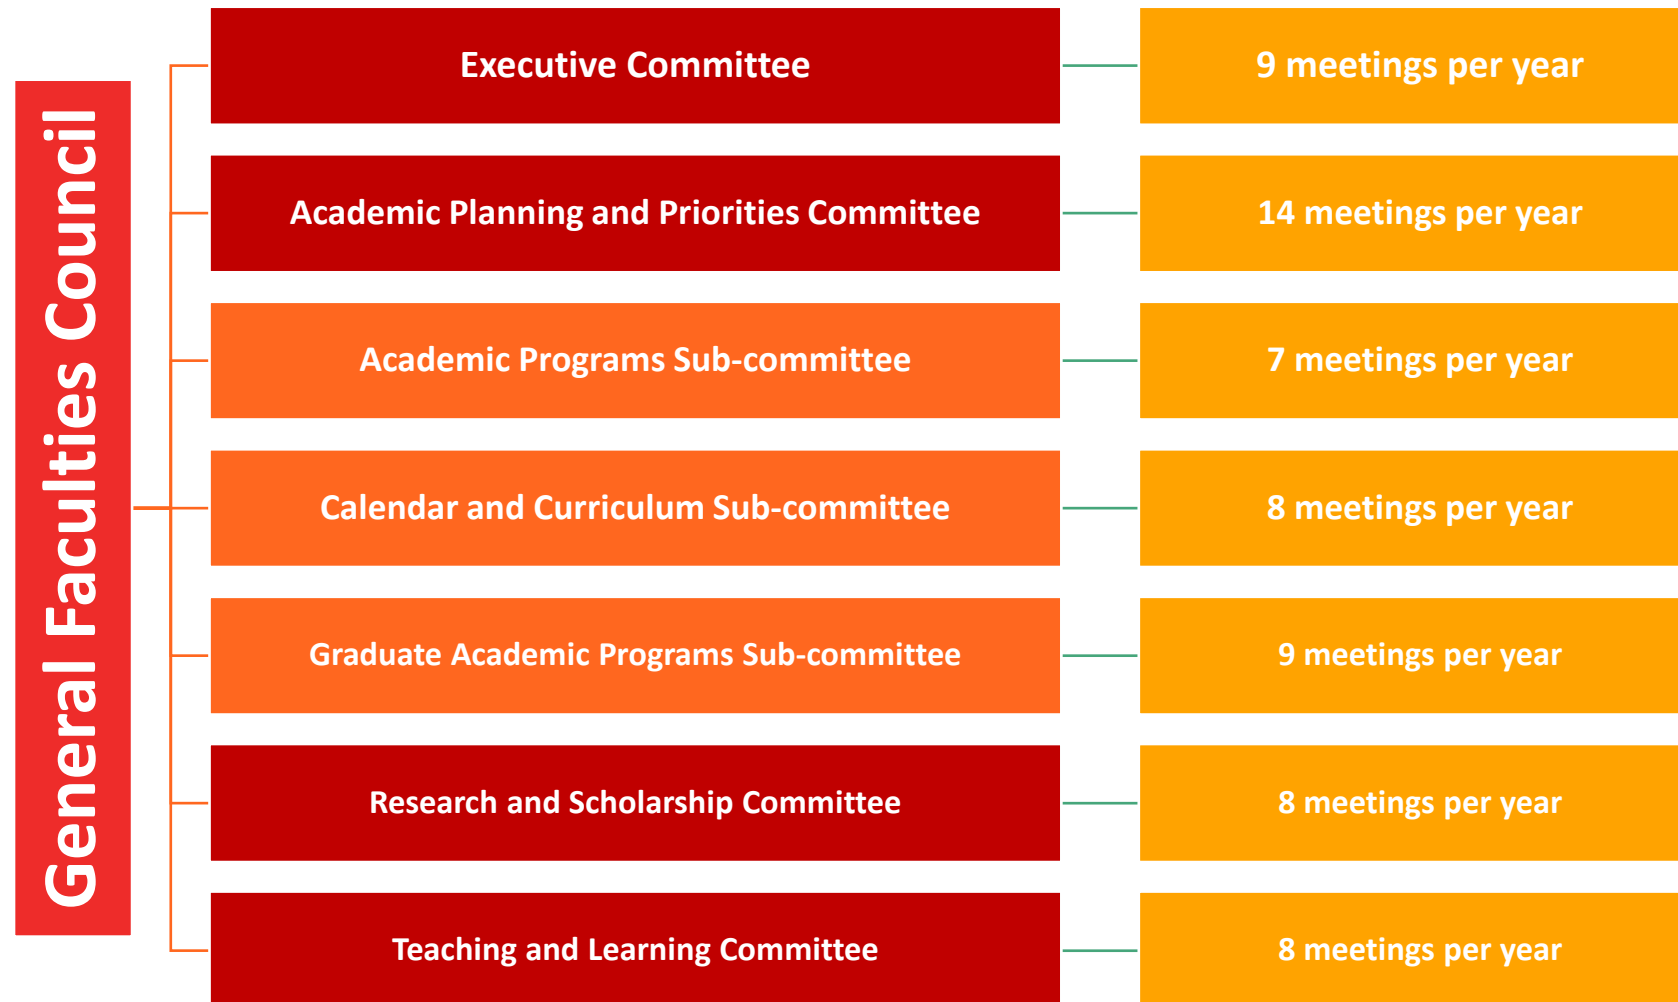 General Faculties Council
Executive Committee
9 meetings per year
Academic Planning and Priorities Committee
14 meetings per year
Academic Programs Sub-committee
7 meetings per year
Calendar and Curriculum Sub-committee
8 meetings per year
Graduate Academic Programs Sub-committee
9 meetings per year
Research and Scholarship Committee
8 meetings per year
Teaching and Learning Committee
8 meetings per year